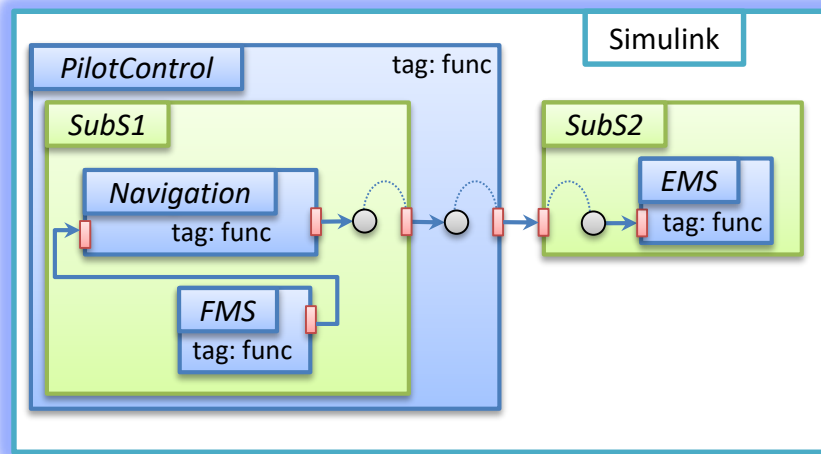 Simulink
PilotControl
tag: func
SubS1
SubS2
Navigation
tag: func
EMS
tag: func
FMS
tag: func